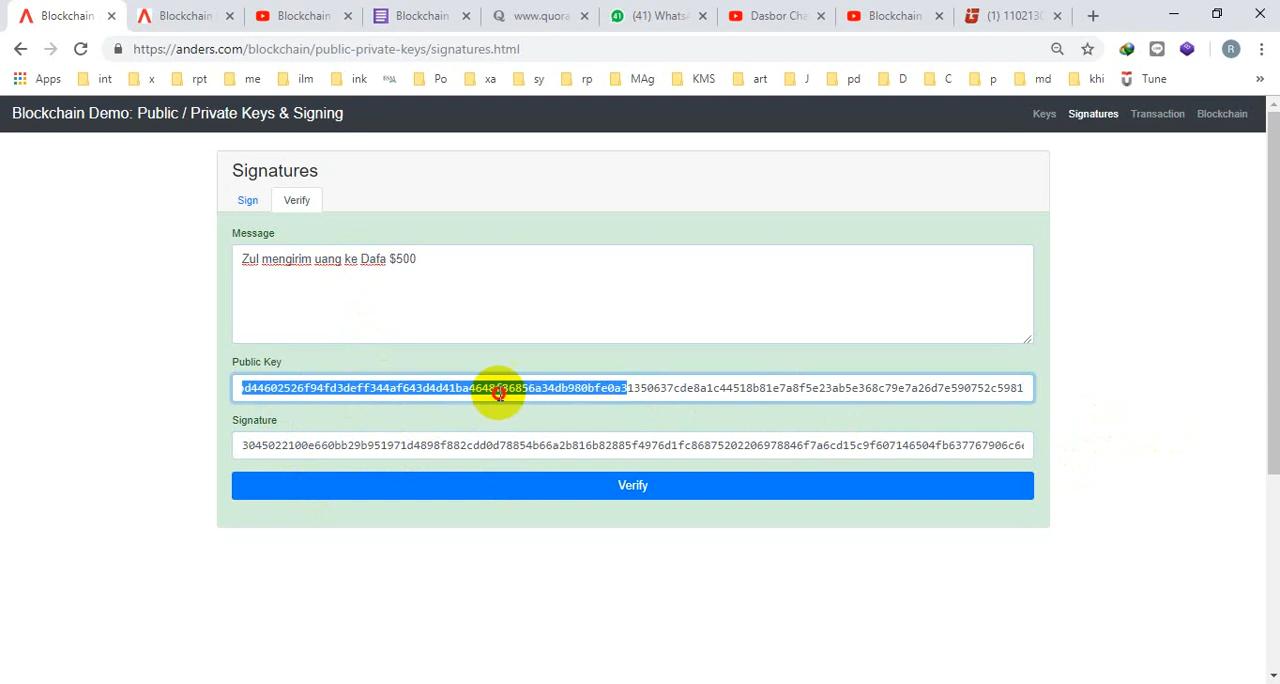 Blockchain
Blockchain
Blockchain
Blockchain
www.quora
(41) Whats
Dasbor Cha
Blockchain
(1) 110213
https://anders.com/blockchain/public-private-keys/signatures.html
R
Apps int x rpt me ilm ink Po xa sy rp MAg KMS art J pd D C p md khi Tune »
Blockchain Demo: Public / Private Keys & Signing
Keys Signatures Transaction Blockchain
Signatures
Sign Verify
Message
Zul mengirim uang ke Dafa $500
Public Key
Signature
Verify